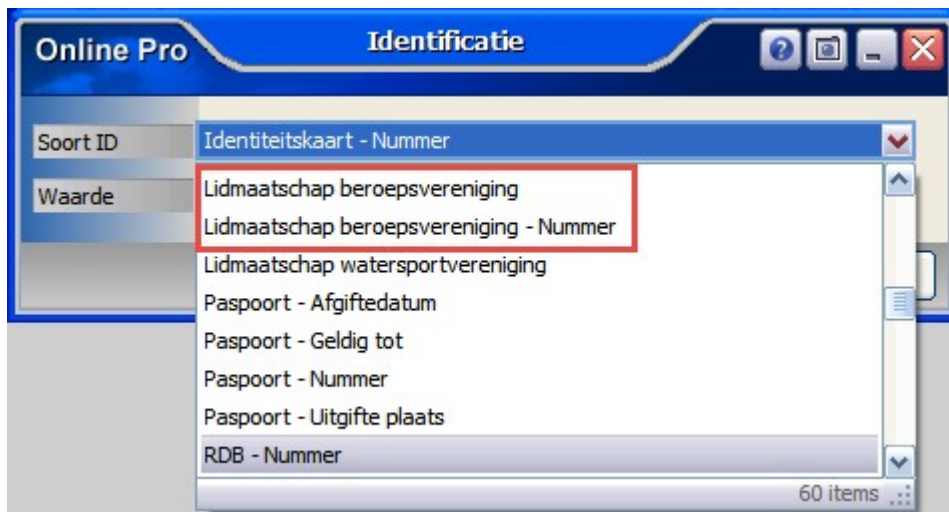 Online Pro
Identificatie
Soort ID
Identiteitskaart - Nummer
Waarde
Lidmaatschap beroepsvereniging
Lidmaatschap beroepsvereniging - Nummer
Lidmaatschap watersportvereniging
Paspoort - Afgiftedatum
Paspoort - Geldig tot
Paspoort - Nummer
Paspoort - Uitgifte plaats
RDB - Nummer
60 items